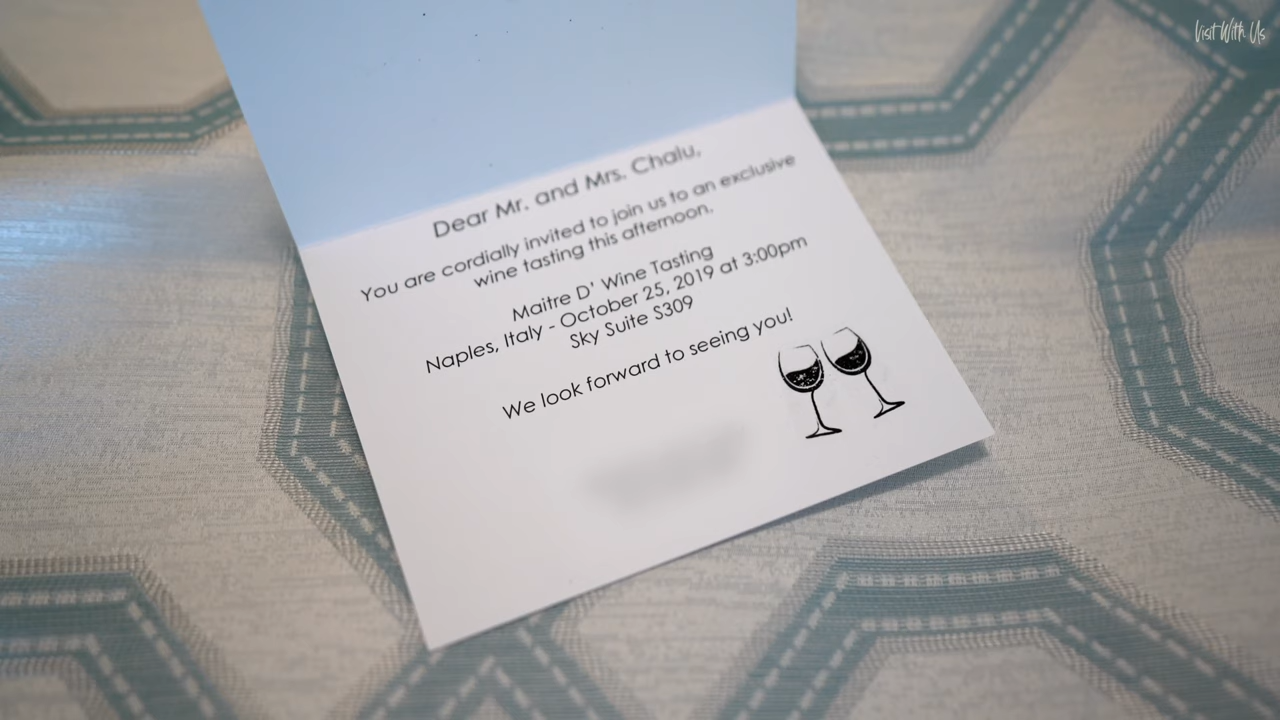 Visit With Us
Dear Mr. and Mrs. Chalu,
You are cordially invited to join us to an exclusive
wine tasting this afternoon.
Maitre D' Wine Tasting
Naples, Italy - October 25, 2019 at 3:00pm
Sky Suite S309
We look forward to seeing you!